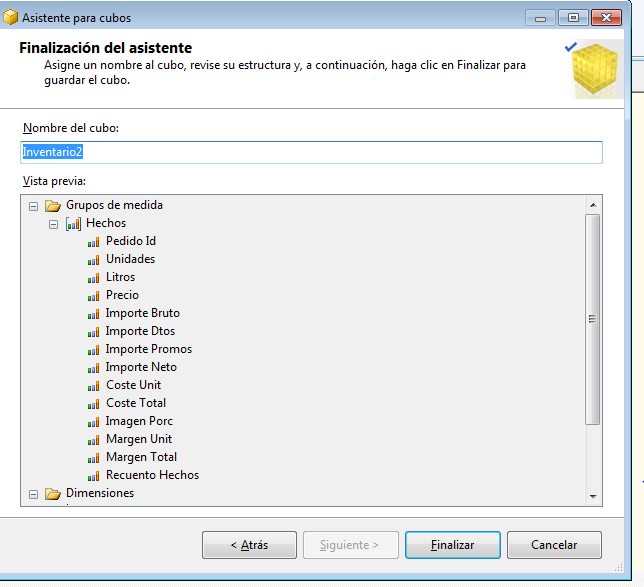 Asistente para cubos
Finalización del asistente
Asigne un nombre al cubo, revise su estructura y, a continuación, haga clic en Finalizar para
guardar el cubo.
Nombre del cubo:
Inventario2
Vista previa:
Grupos de medida
Hechos
Pedido Id
Unidades
Litros
Precio
Importe Bruto
Importe Dtos
Importe Promos
Importe Neto
Coste Unit
Coste Total
Imagen Porc
Margen Unit
Margen Total
Recuento Hechos
Dimensiones
< Atrás
Siguiente >
Finalizar
Cancelar